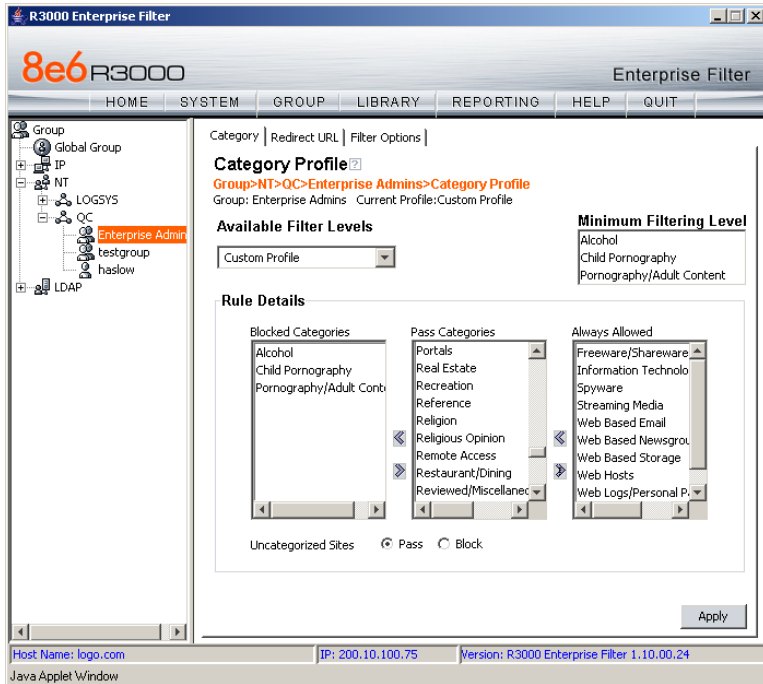 R3000 Enterprise Filter
8e6 R3000
Enterprise Filter
HOME SYSTEM GROUP LIBRARY REPORTING HELP QUIT
Group
Global Group
IP
NT
LOGSYS
QC
Enterprise Admin
testgroup
haslow
LDAP
Category Redirect URL Filter Options
Category Profile ?
Group>NT>QC>Enterprise Admins>Category Profile
Group: Enterprise Admins Current Profile:Custom Profile
Available Filter Levels
Custom Profile
Minimum Filtering Level
Alcohol
Child Pornography
Pornography/Adult Content
Rule Details
Blocked Categories
Alcohol
Child Pornography
Pornography/Adult Conte
Pass Categories
Portals
Real Estate
Recreation
Reference
Religion
Religious Opinion
Remote Access
Restaurant/Dining
Reviewed/Miscellanec
Always Allowed
Freeware/Shareware
Information Technolo
Spyware
Streaming Media
Web Based Email
Web Based Newsgrou
Web Based Storage
Web Hosts
Web Logs/Personal P
Uncategorized Sites Pass Block
Apply
Host Name: logo.com IP: 200.10.100.75 Version: R3000 Enterprise Filter 1.10.00.24
Java Applet Window